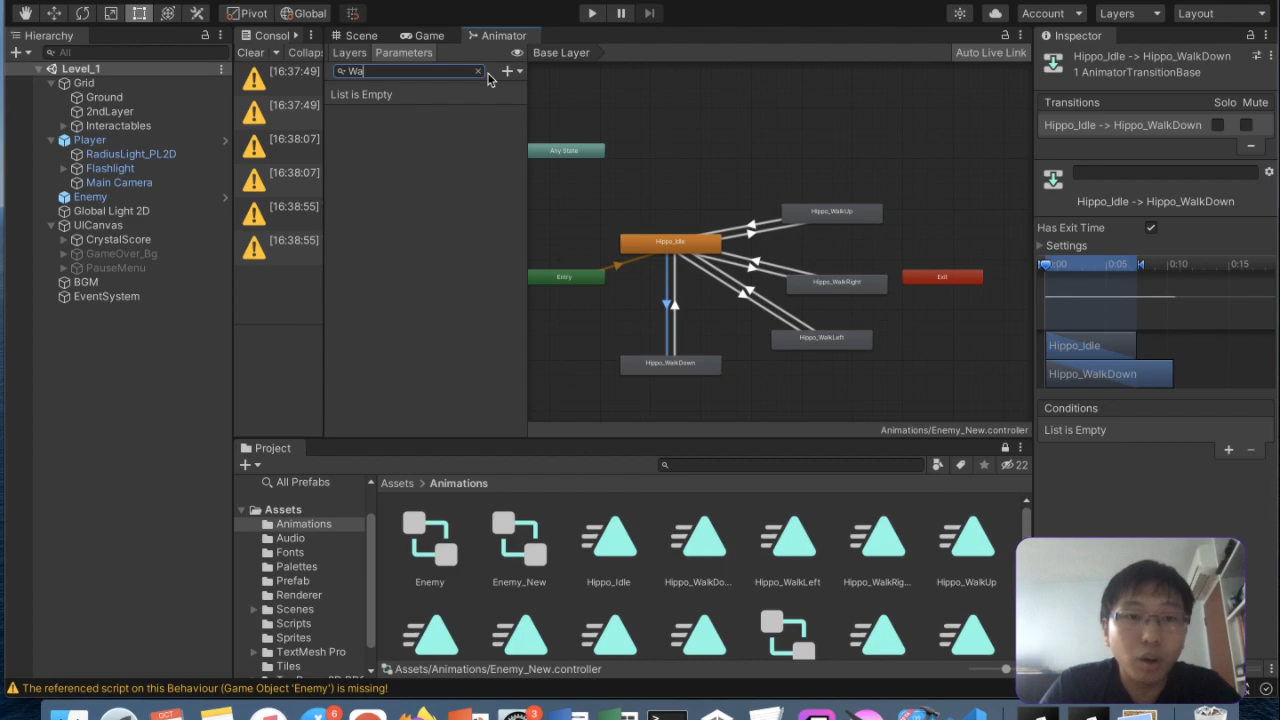 Pivot
Global
Account
Layers
Layout
Hierarchy
Consol
Scene
Game
Animator
Inspector
All
Clear
Collaps
Layers
Parameters
Base Layer
Auto Live Link
Hippo_Idle -> Hippo_WalkDown
1 AnimatorTransitionBase
Level_1
Grid
Ground
2ndLayer
Interactables
Player
RadiusLight_PL2D
Flashlight
Main Camera
Enemy
Global Light 2D
UICanvas
CrystalScore
GameOver_Bg
PauseMenu
BGM
EventSystem
[16:37:49]
[16:37:49]
[16:38:07]
[16:38:07]
[16:38:55]
[16:38:55]
Wa
List is Empty
Any State
Hippo_WalkUp
Hippo_Idle
Entry
Hippo_WalkRight
Exit
Hippo_WalkLeft
Hippo_WalkDown
Animations/Enemy_New.controller
Transitions
Solo
Mute
Hippo_Idle -> Hippo_WalkDown
Hippo_Idle -> Hippo_WalkDown
Has Exit Time
Settings
:00
0:05
0:10
0:15
Hippo_Idle
Hippo_WalkDown
Conditions
List is Empty
Project
22
All Prefabs
Assets
Animations
Audio
Fonts
Palettes
Prefab
Renderer
Scenes
Scripts
Sprites
TextMesh Pro
Tiles
Assets > Animations
Enemy
Enemy_New
Hippo_Idle
Hippo_WalkDo...
Hippo_WalkLeft
Hippo_WalkRig...
Hippo_WalkUp
Assets/Animations/Enemy_New.controller
The referenced script on this Behaviour (Game Object 'Enemy') is missing!
OCT
6
3